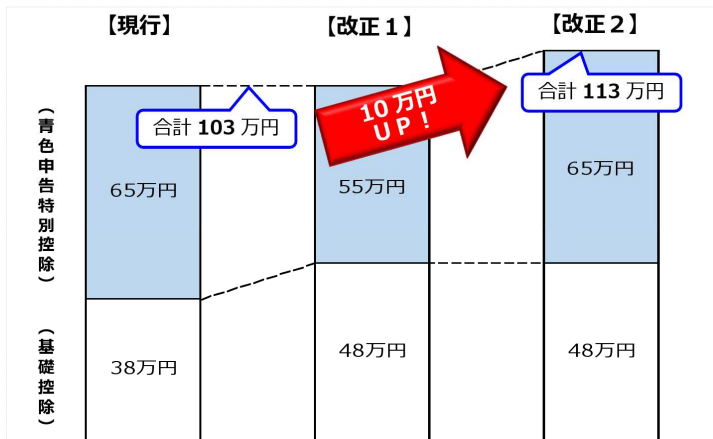 【現行】
【改正１】
【改正２】
合計 103 万円
10 万円
ＵＰ！
合計 113 万円
（青色申告特別控除）
65万円
55万円
65万円
（基礎控除）
38万円
48万円
48万円